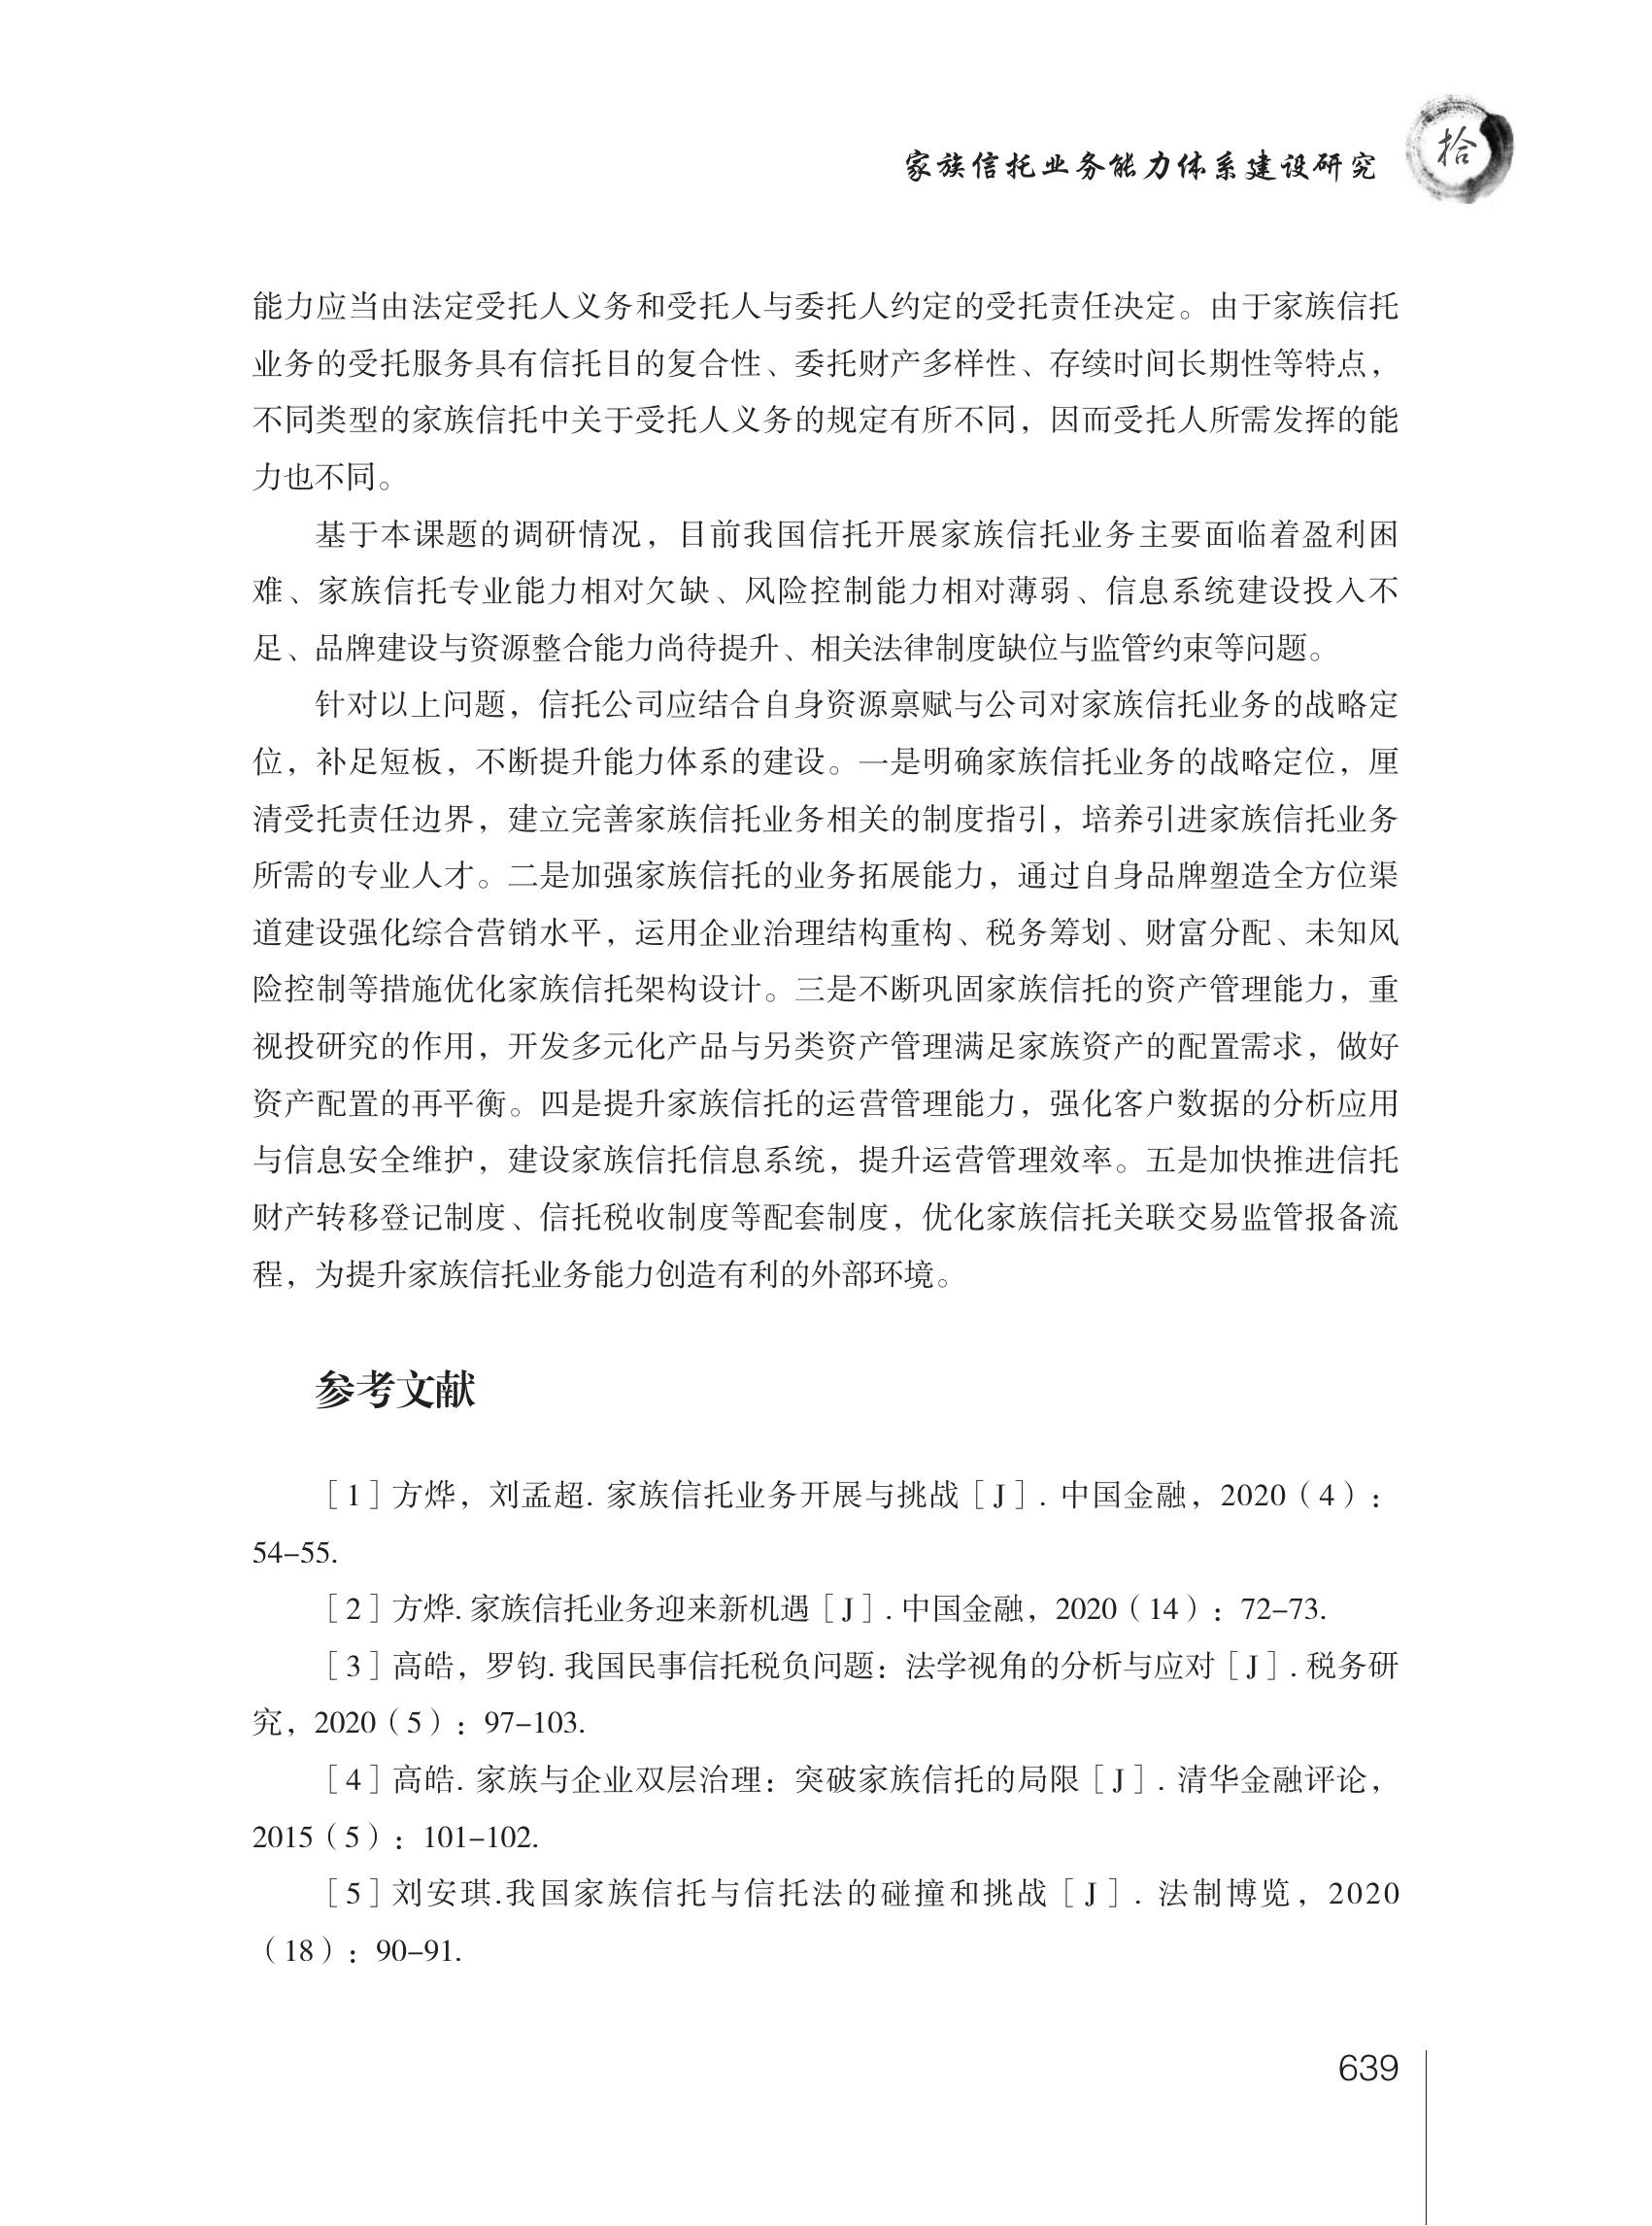 家族信托业务能力体系建设研究
拾
能力应当由法定受托人义务和受托人与委托人约定的受托责任决定。由于家族信托
业务的受托服务具有信托目的复合性、委托财产多样性、存续时间长期性等特点，
不同类型的家族信托中关于受托人义务的规定有所不同，因而受托人所需发挥的能
力也不同。
基于本课题的调研情况，目前我国信托开展家族信托业务主要面临着盈利困
难、家族信托专业能力相对欠缺、风险控制能力相对薄弱、信息系统建设投入不
足、品牌建设与资源整合能力尚待提升、相关法律制度缺位与监管约束等问题。
针对以上问题，信托公司应结合自身资源禀赋与公司对家族信托业务的战略定
位，补足短板，不断提升能力体系的建设。一是明确家族信托业务的战略定位，厘
清受托责任边界，建立完善家族信托业务相关的制度指引，培养引进家族信托业务
所需的专业人才。二是加强家族信托的业务拓展能力，通过自身品牌塑造全方位渠
道建设强化综合营销水平，运用企业治理结构重构、税务筹划、财富分配、未知风
险控制等措施优化家族信托架构设计。三是不断巩固家族信托的资产管理能力，重
视投研究的作用，开发多元化产品与另类资产管理满足家族资产的配置需求，做好
资产配置的再平衡。四是提升家族信托的运营管理能力，强化客户数据的分析应用
与信息安全维护，建设家族信托信息系统，提升运营管理效率。五是加快推进信托
财产转移登记制度、信托税收制度等配套制度，优化家族信托关联交易监管报备流
程，为提升家族信托业务能力创造有利的外部环境。
参考文献
［1］方烨，刘孟超. 家族信托业务开展与挑战［J］. 中国金融，2020（4）：
54–55.
［2］方烨. 家族信托业务迎来新机遇［J］. 中国金融，2020（14）：72–73.
［3］高皓，罗钧. 我国民事信托税负问题：法学视角的分析与应对［J］. 税务研
究，2020（5）：97–103.
［4］高皓. 家族与企业双层治理：突破家族信托的局限［J］. 清华金融评论，
2015（5）：101–102.
［5］刘安琪.我国家族信托与信托法的碰撞和挑战［J］. 法制博览，2020
（18）：90–91.
639